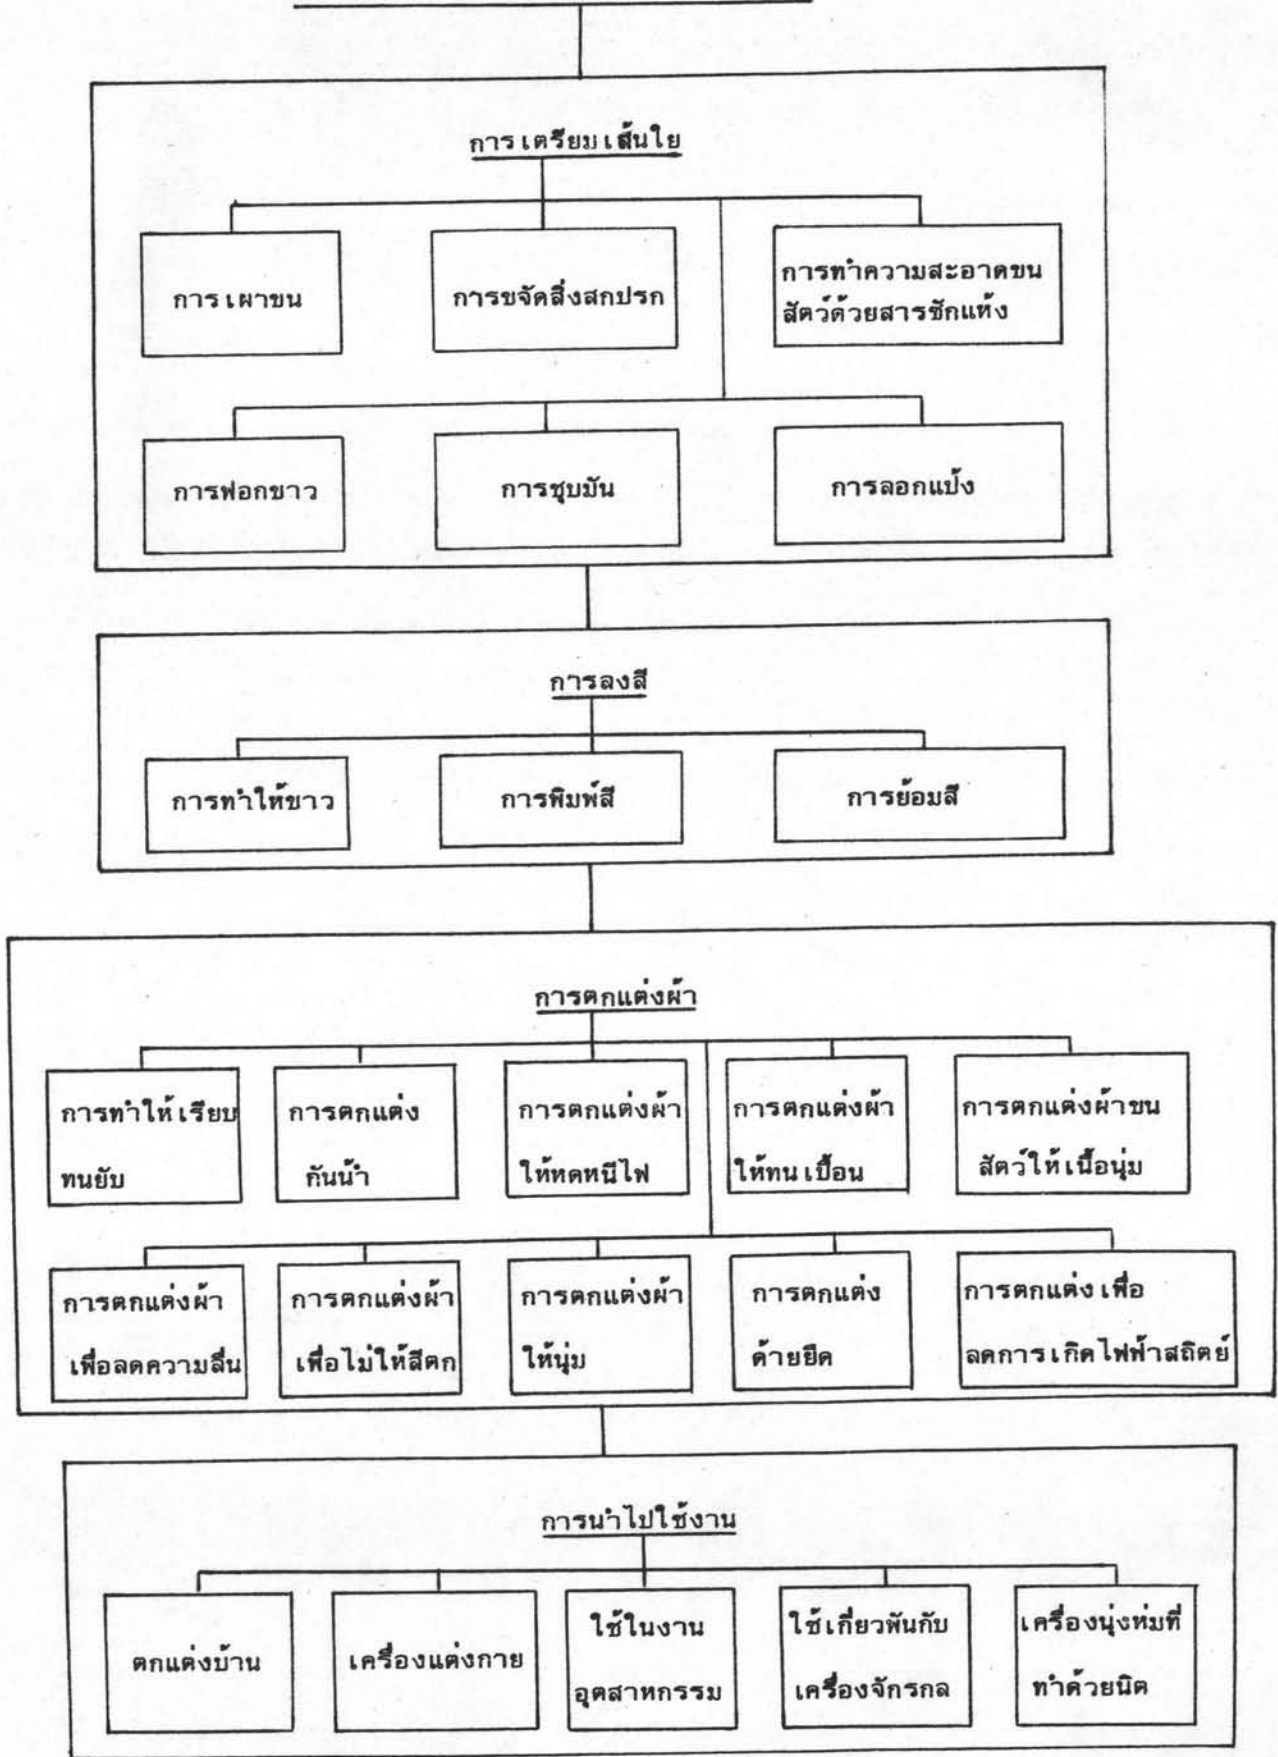 การเตรียมเส้นใย
การเผาขน
การขจัดสิ่งสกปรก
การทำความสะอาดขน
สัตว์ด้วยสารซักแห้ง
การฟอกขาว
การชุบมัน
การลอกแป้ง
การลงสี
การทำให้ขาว
การพิมพ์สี
การย้อมสี
การตกแต่งผ้า
การทำให้เรียบ
ทนยับ
การตกแต่ง
กันน้ำ
การตกแต่งผ้า
ให้หดหนีไฟ
การตกแต่งผ้า
ให้ทนเปื้อน
การตกแต่งผ้าขน
สัตว์ให้เนื้อนุ่ม
การตกแต่งผ้า
เพื่อลดความลื่น
การตกแต่งผ้า
เพื่อไม่ให้สีตก
การตกแต่งผ้า
ให้นุ่ม
การตกแต่ง
ด้ายยืด
การตกแต่งเพื่อ
ลดการเกิดไฟฟ้าสถิตย์
การนำไปใช้งาน
ตกแต่งบ้าน
เครื่องแต่งกาย
ใช้ในงาน
อุตสาหกรรม
ใช้เกี่ยวพันกับ
เครื่องจักรกล
เครื่องนุ่งห่มที่
ทำด้วยนิต